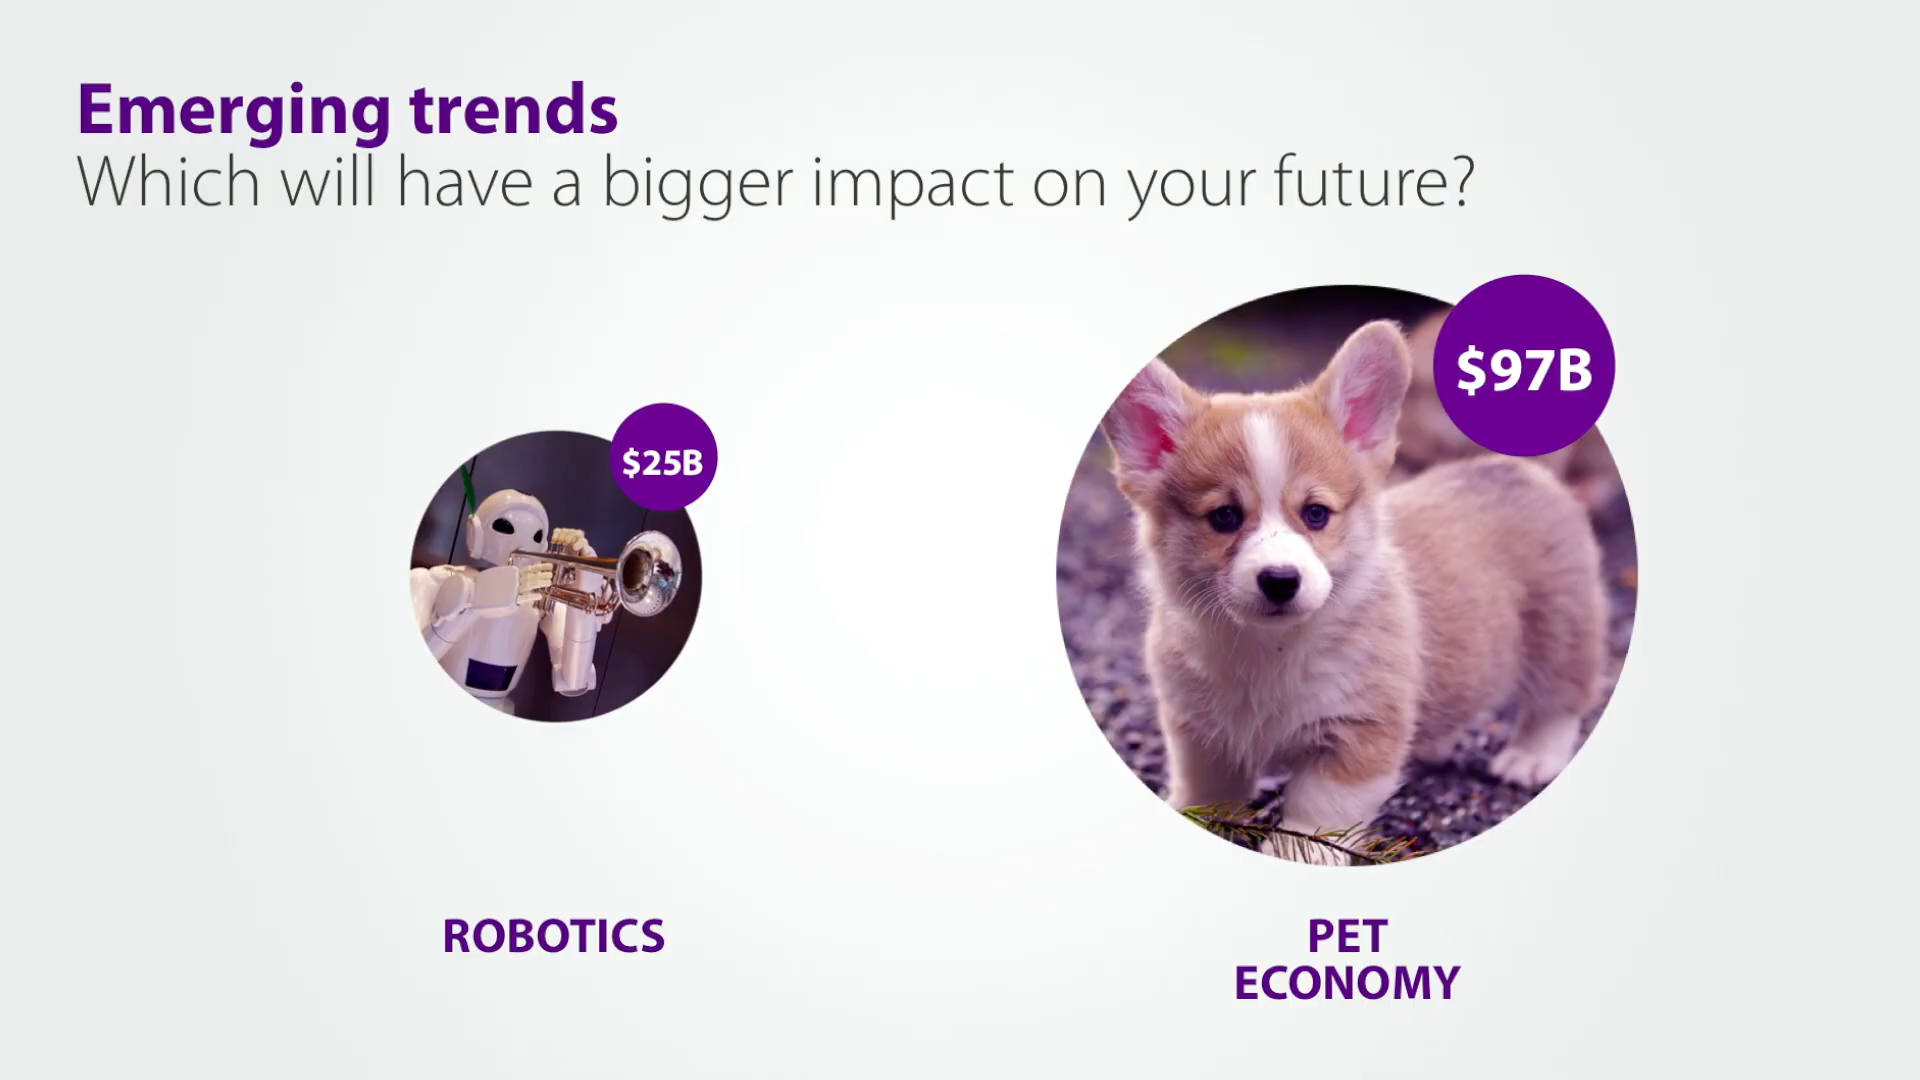 Emerging trends
Which will have a bigger impact on your future?
$25B
$97B
ROBOTICS
PET
ECONOMY